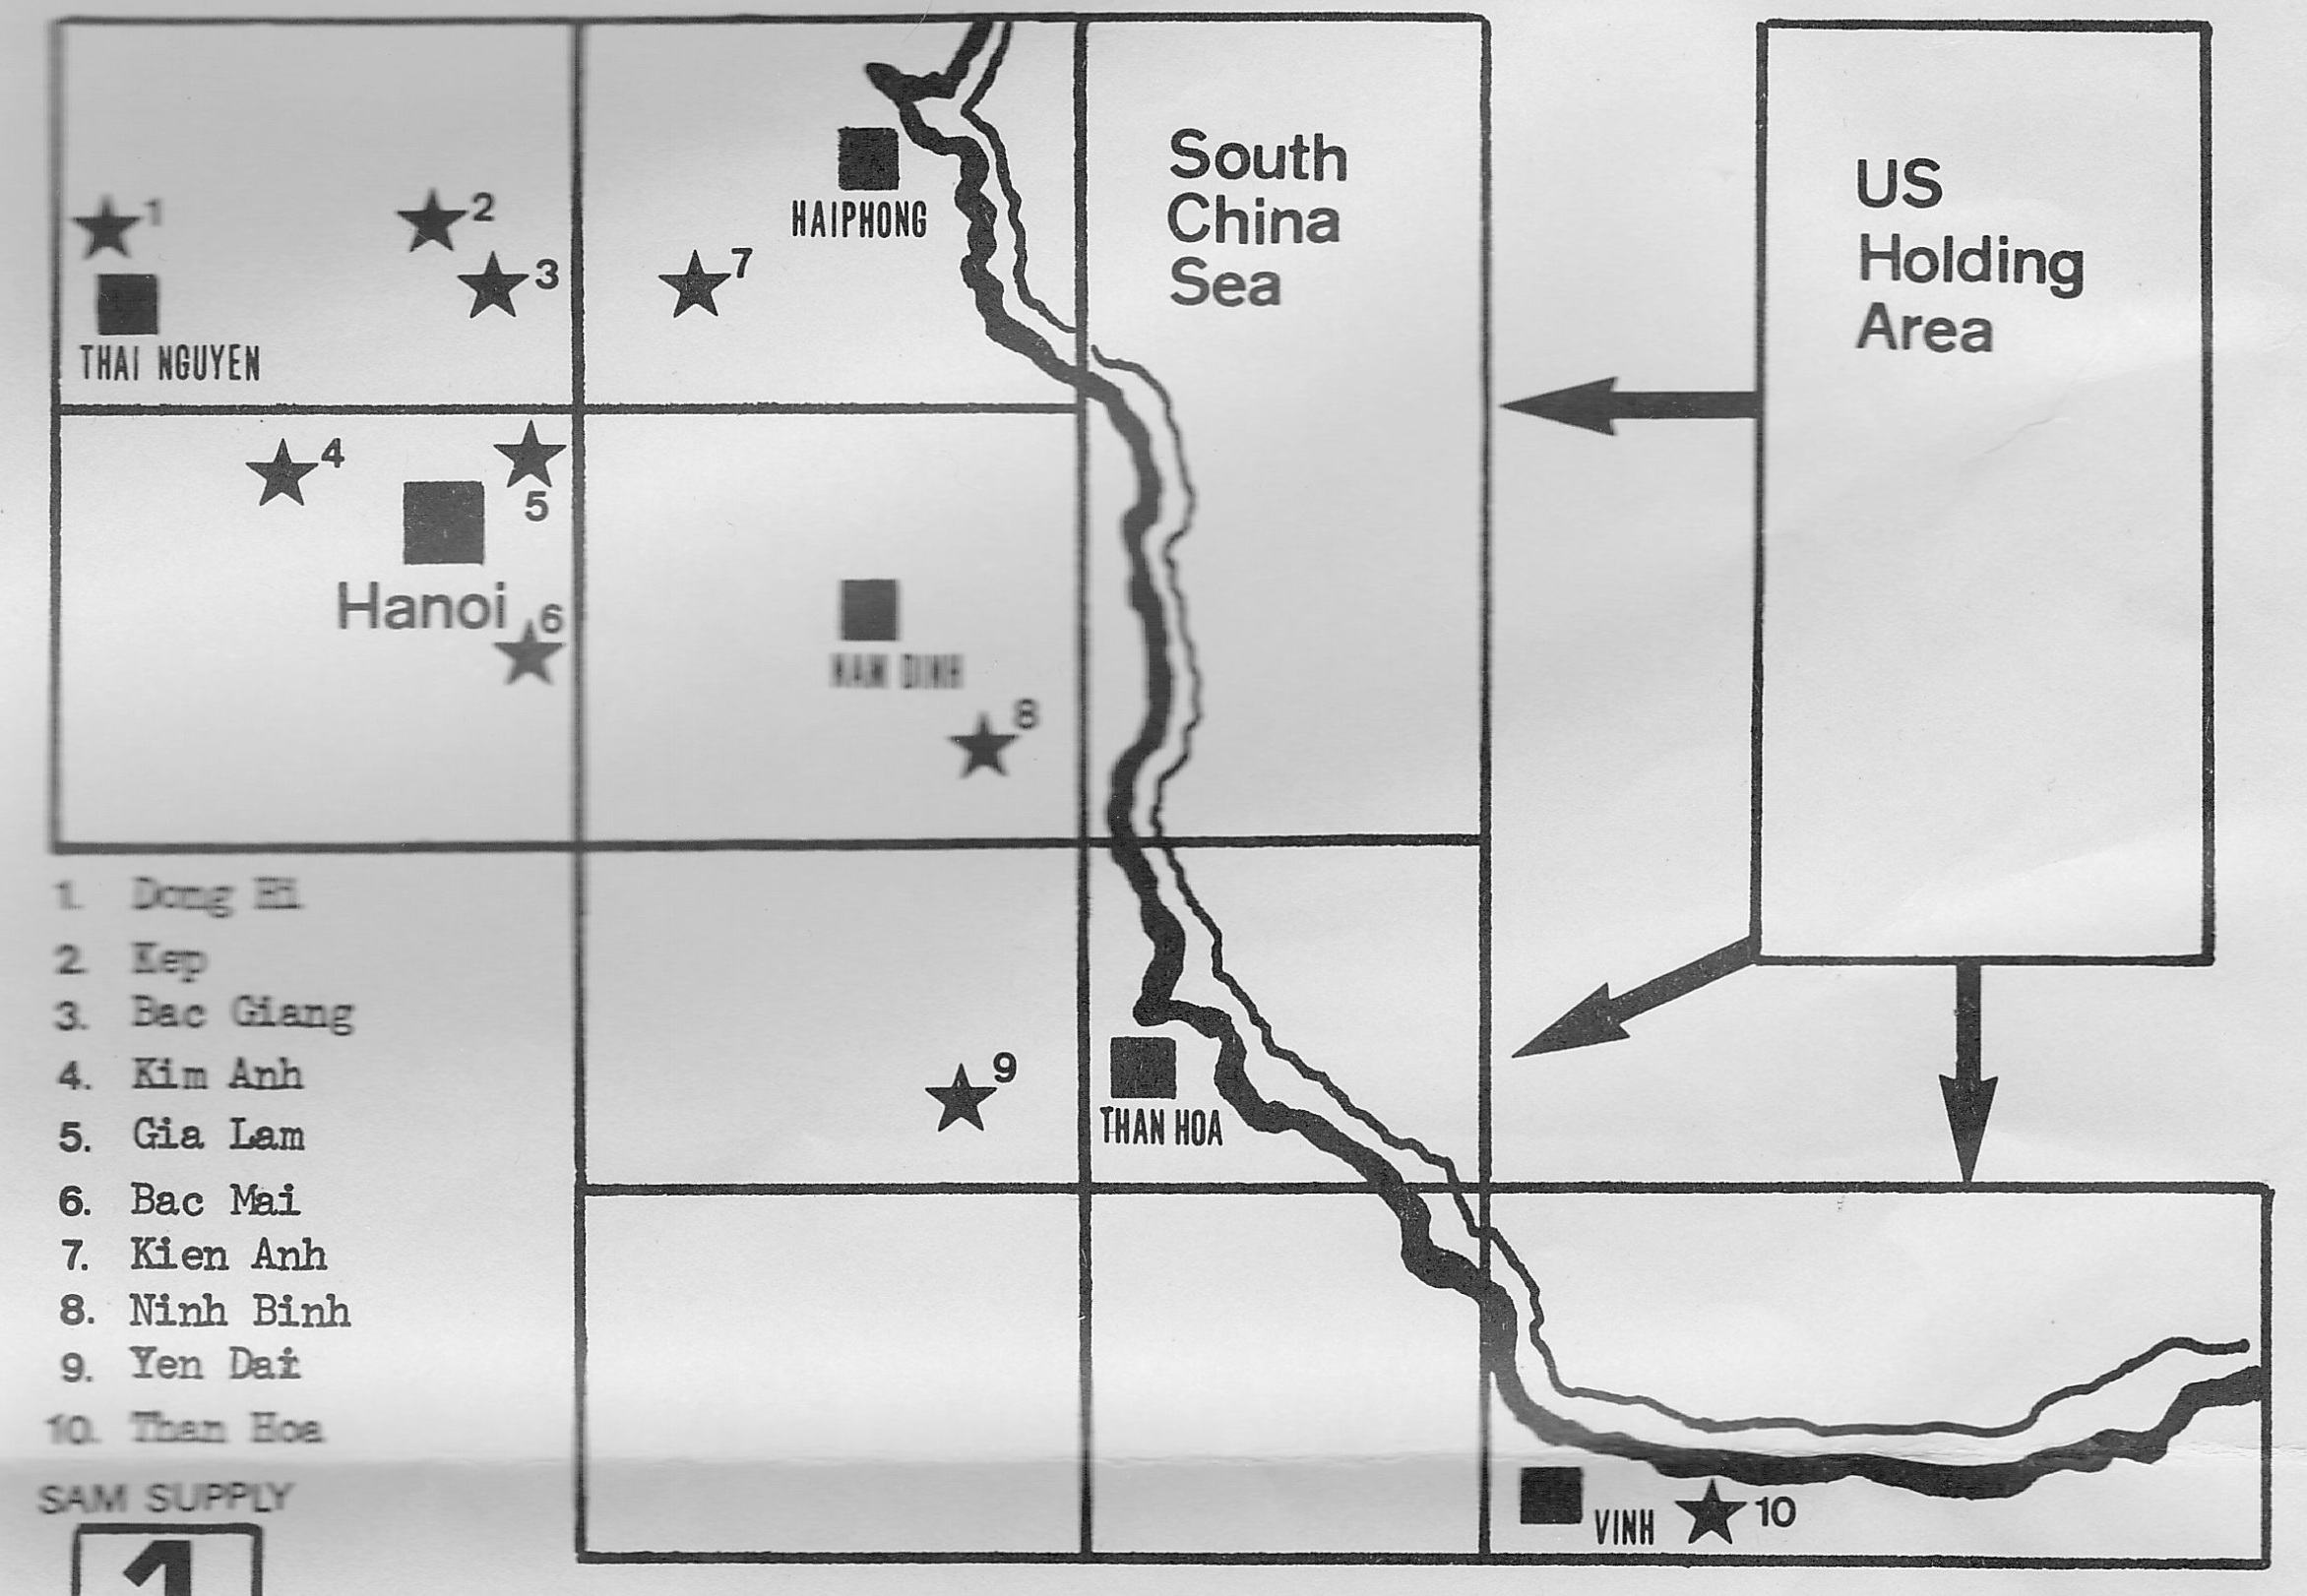 South
China
Sea
US
Holding
Area
HAIPHONG
1
2
3
7
THAI NGUYEN
4
5
Hanoi
6
NAM DINH
8
9
THAN HOA
VINH
10
1. Dong Hi
2. Kep
3. Bac Giang
4. Kim Anh
5. Gia Lam
6. Bac Mai
7. Kien Anh
8. Ninh Binh
9. Yen Dai
10. Than Hoa
SAM SUPPLY
1